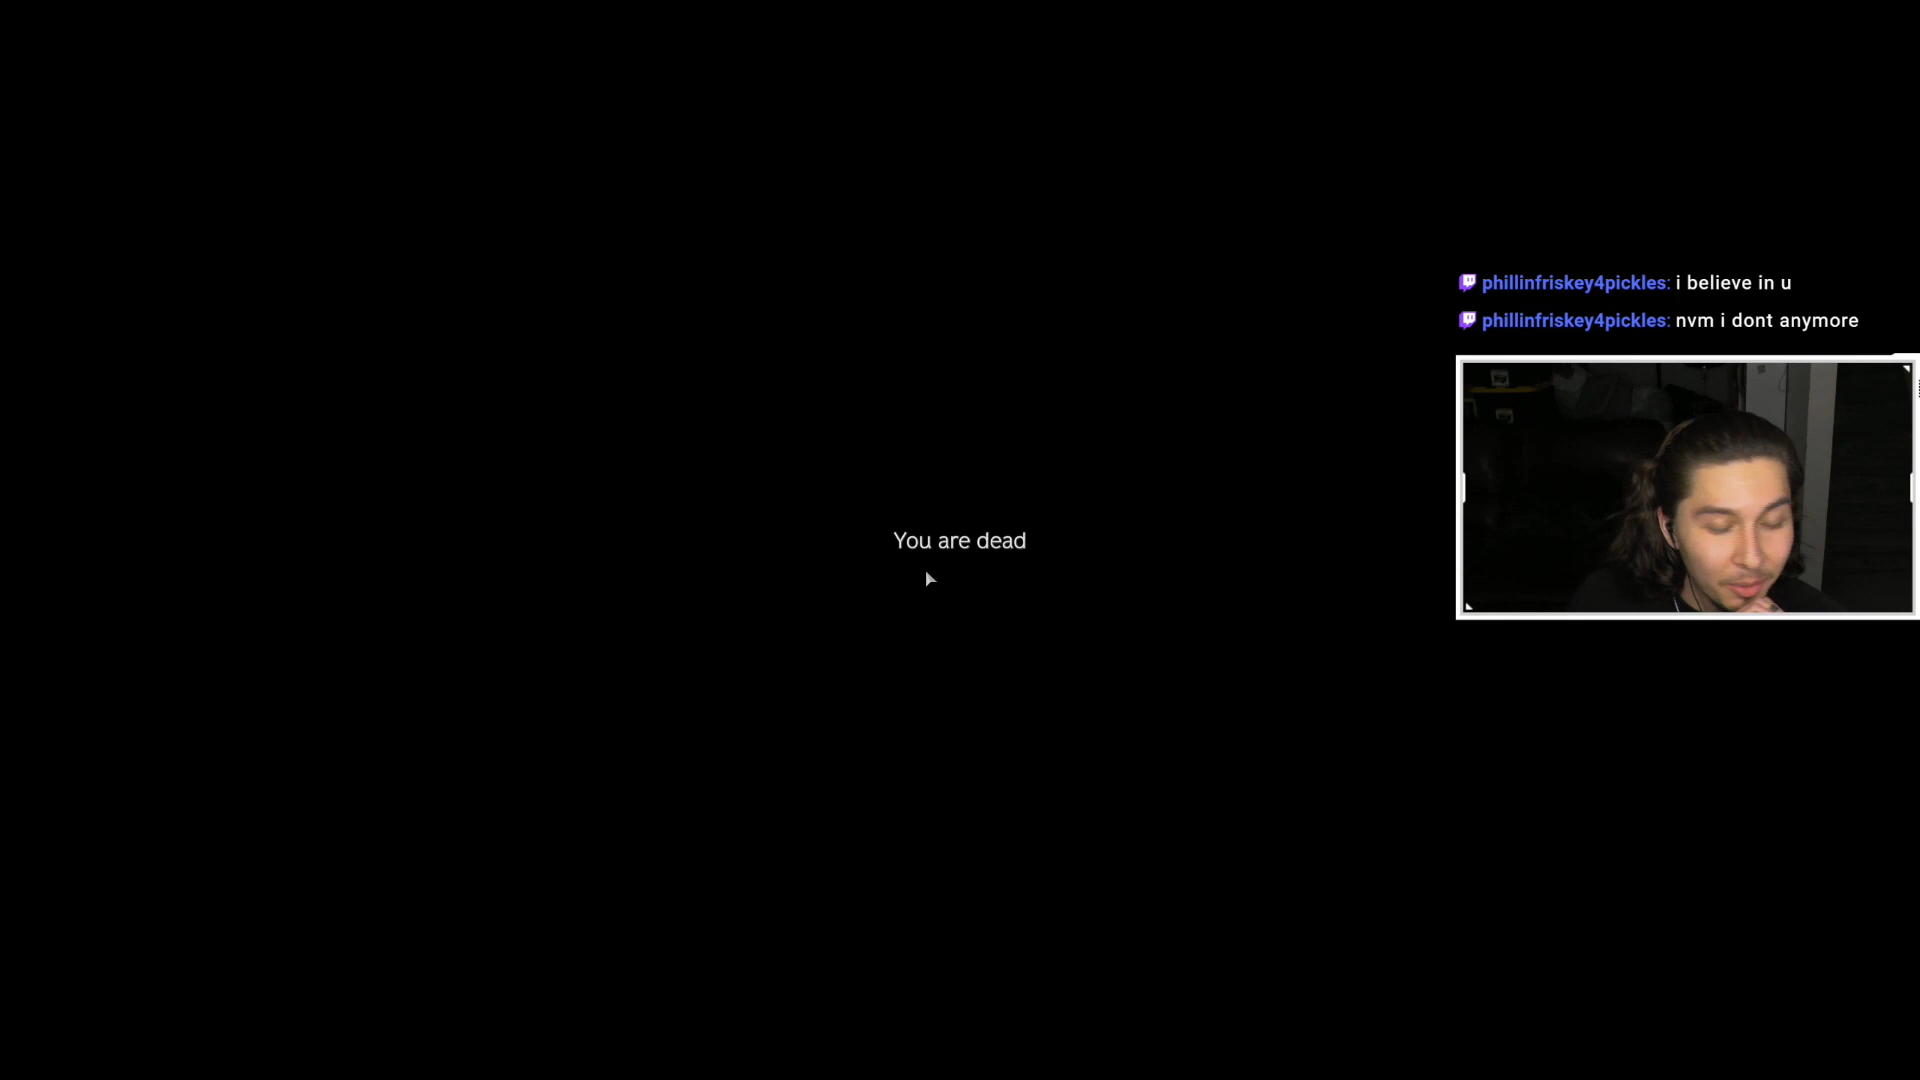 phillinfriskey4pickles: i believe in u
phillinfriskey4pickles: nvm i dont anymore
You are dead